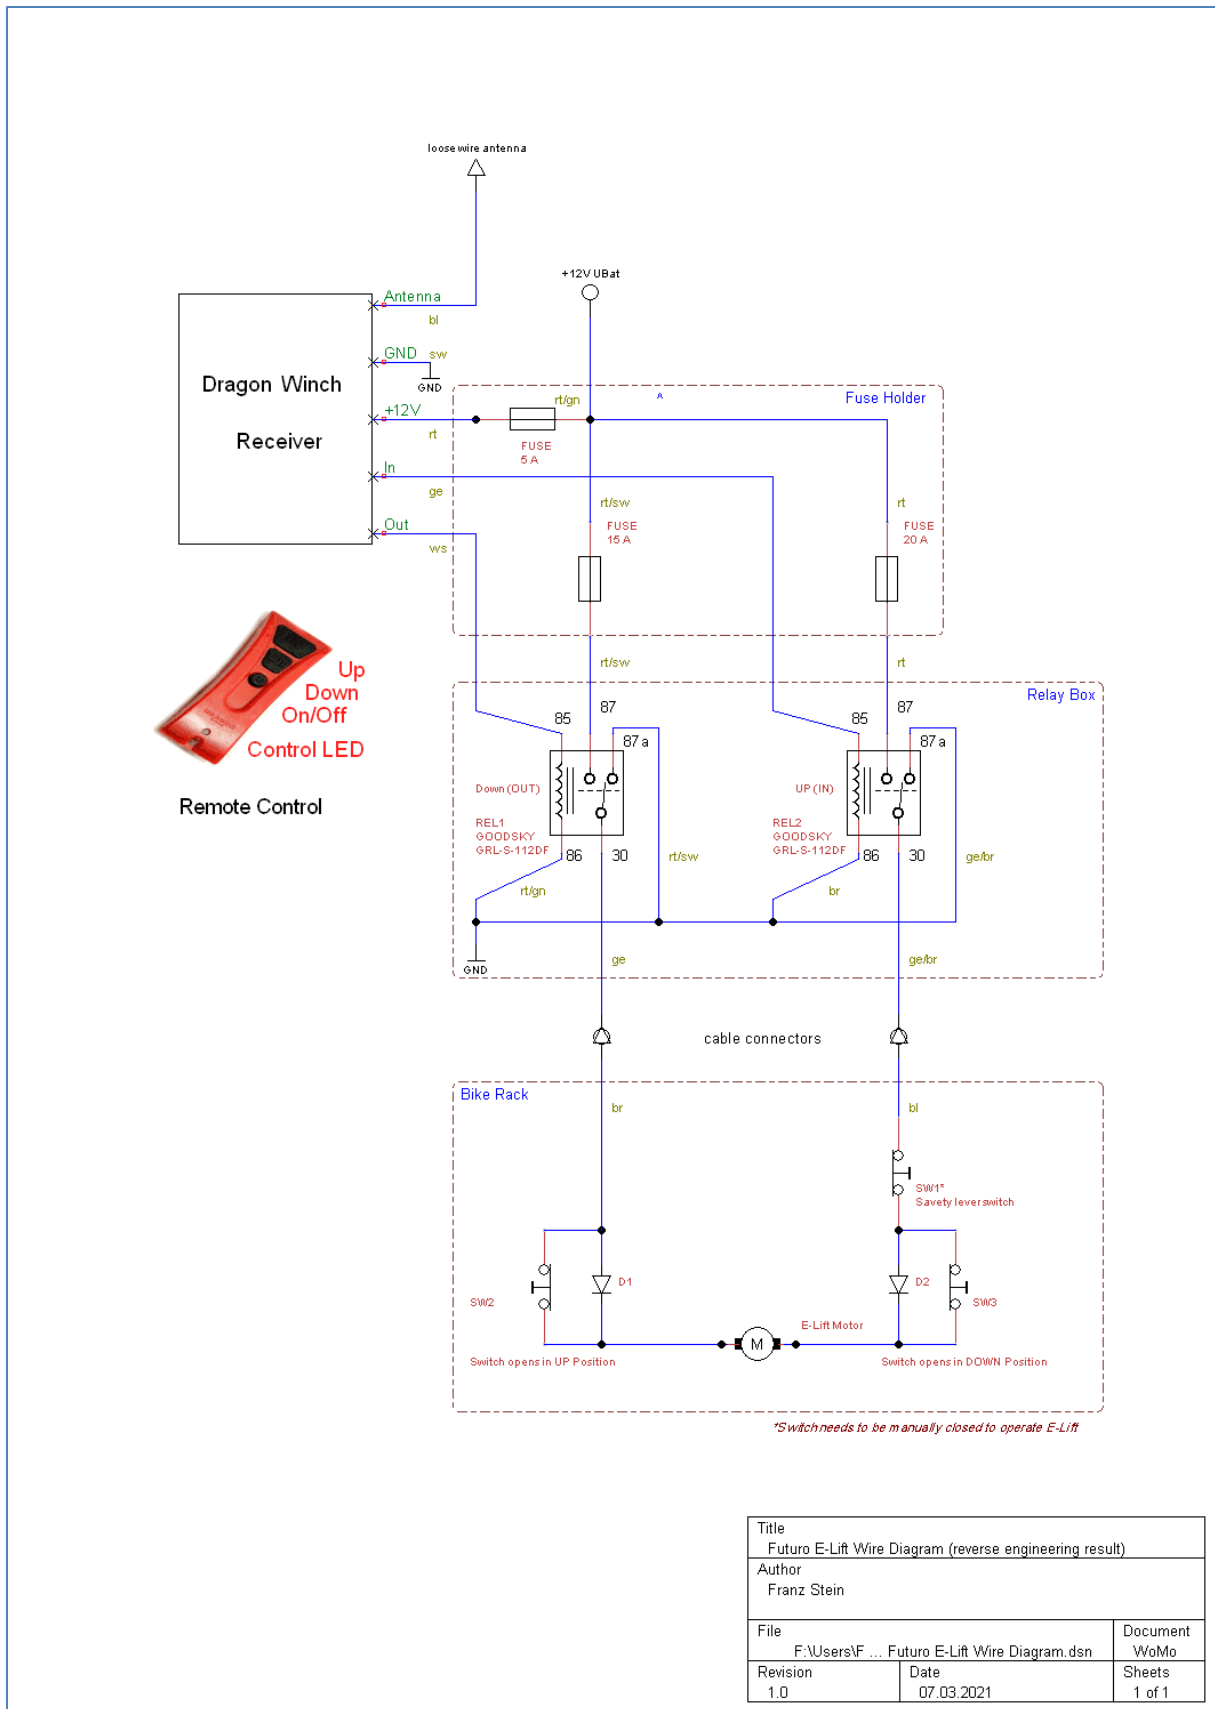 loose wire antenna
+12V UBat
Antenna
bl
GND
sw
GND
Dragon Winch
Receiver
+12V
rt
rt/gn
A
Fuse Holder
FUSE
5 A
In
ge
Out
ws
rt/sw
FUSE
15 A
rt
FUSE
20 A
Up
Down
On/Off
Control LED
Remote Control
rt/sw
rt
Relay Box
85
87
87a
85
87
87a
Down (OUT)
UP (IN)
REL1
GOODSKY
GRL-S-112DF
86
30
REL2
GOODSKY
GRL-S-112DF
86
30
rt/gn
rt/sw
br
ge/br
GND
ge
ge/br
cable connectors
Bike Rack
br
bl
SW1*
Savety leverswitch
SW2
D1
D2
SW3
E-Lift Motor
M
Switch opens in UP Position
Switch opens in DOWN Position
*Switch needs to be manually closed to operate E-Lift
Title
Futuro E-Lift Wire Diagram (reverse engineering result)
Author
Franz Stein
File
F:\Users\F ... Futuro E-Lift Wire Diagram.dsn
Document
WoMo
Revision
1.0
Date
07.03.2021
Sheets
1 of 1